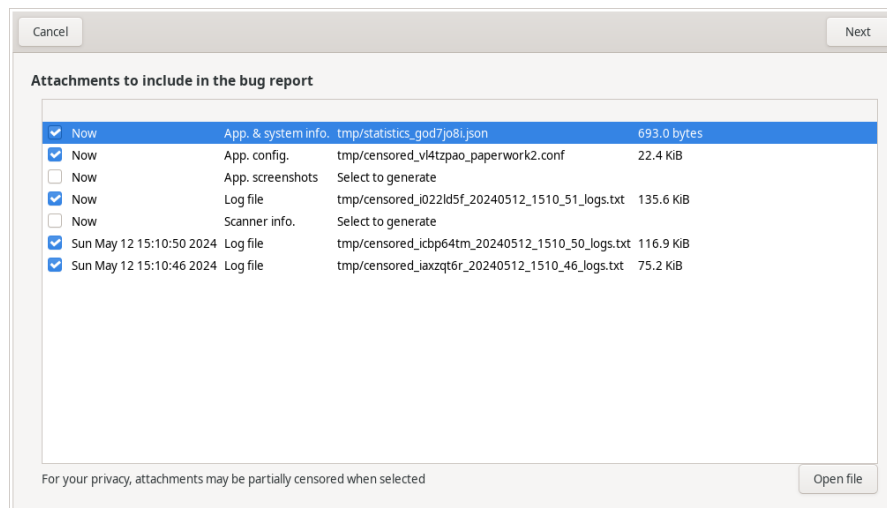 Cancel
Next
Attachments to include in the bug report
Now App. & system info. tmp/statistics_god7jo8i.json 693.0 bytes
Now App. config. tmp/censored_vl4tzpao_paperwork2.conf 22.4 KiB
Now App. screenshots Select to generate
Now Log file tmp/censored_i022ld5f_20240512_1510_51_logs.txt 135.6 KiB
Now Scanner info. Select to generate
Sun May 12 15:10:50 2024 Log file tmp/censored_icbp64tm_20240512_1510_50_logs.txt 116.9 KiB
Sun May 12 15:10:46 2024 Log file tmp/censored_iaxzqt6r_20240512_1510_46_logs.txt 75.2 KiB
For your privacy, attachments may be partially censored when selected
Open file